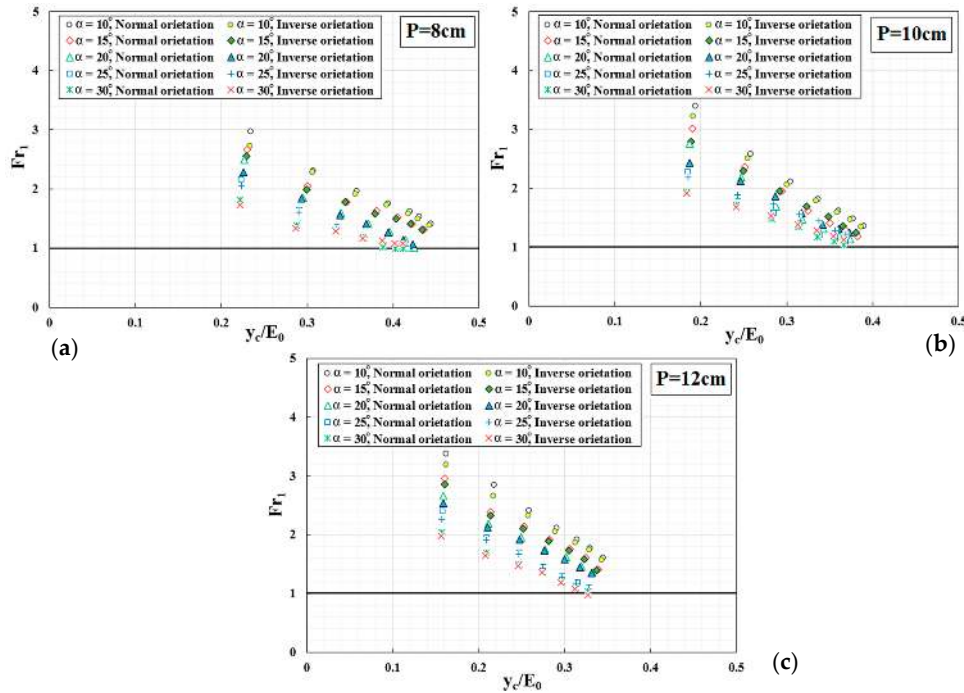 α = 10°, Normal orietation α = 10°, Inverse orietation
α = 15°, Normal orietation α = 15°, Inverse orietation
α = 20°, Normal orietation α = 20°, Inverse orietation
α = 25°, Normal orietation α = 25°, Inverse orietation
α = 30°, Normal orietation α = 30°, Inverse orietation
P=8cm
5
4
3
2
1
0
Fr₁
0 0.1 0.2 0.3 0.4 0.5
y_c/E₀
(a)
α = 10°, Normal orietation α = 10°, Inverse orietation
α = 15°, Normal orietation α = 15°, Inverse orietation
α = 20°, Normal orietation α = 20°, Inverse orietation
α = 25°, Normal orietation α = 25°, Inverse orietation
α = 30°, Normal orietation α = 30°, Inverse orietation
P=10cm
5
4
3
2
1
0
Fr₁
0 0.1 0.2 0.3 0.4 0.5
y_c/E₀
(b)
α = 10°, Normal orietation α = 10°, Inverse orietation
α = 15°, Normal orietation α = 15°, Inverse orietation
α = 20°, Normal orietation α = 20°, Inverse orietation
α = 25°, Normal orietation α = 25°, Inverse orietation
α = 30°, Normal orietation α = 30°, Inverse orietation
P=12cm
5
4
3
2
1
0
Fr₁
0 0.1 0.2 0.3 0.4 0.5
y_c/E₀
(c)